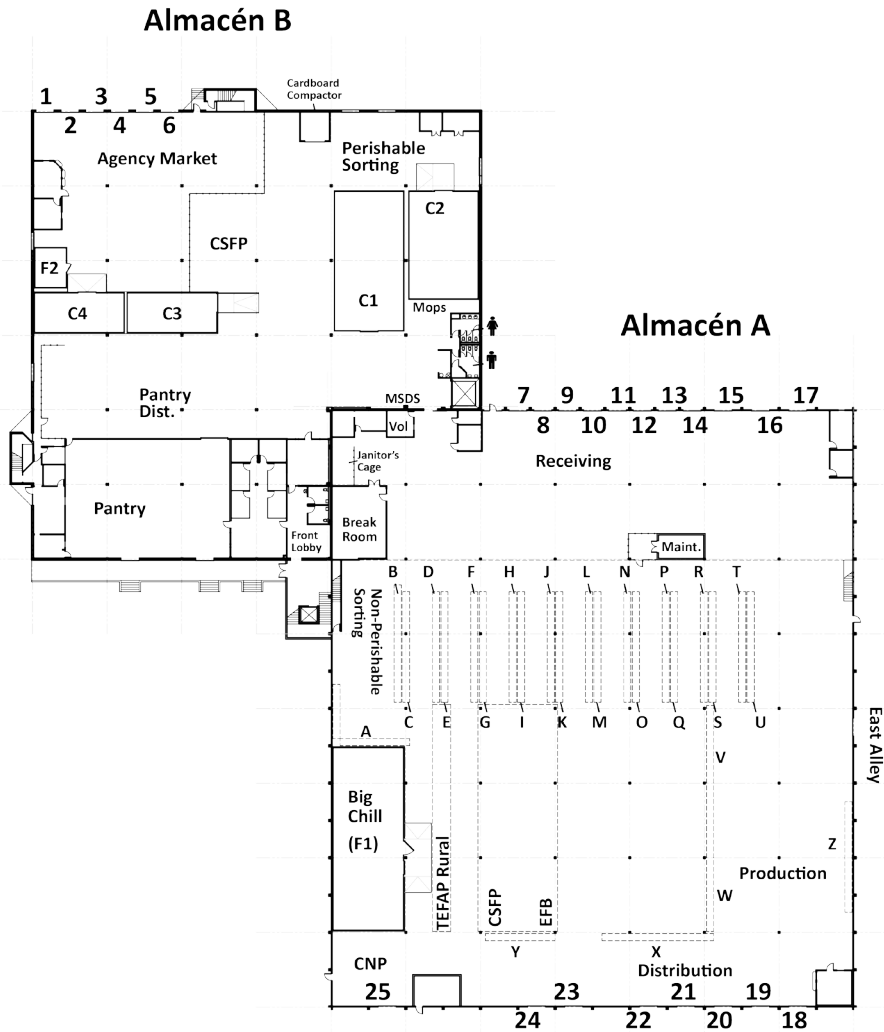 Almacén B
Cardboard
Compactor
1 3 5
2 4 6
Agency Market
Perishable
Sorting
C2
CSFP
F2
C4
C3
C1
Mops
Almacén A
Pantry
Dist.
MSDS
7 9 11 13 15 17
8 10 12 14 16
Vol
Janitor's
Cage
Receiving
Pantry
Break
Room
Front
Lobby
Maint.
B D F H J L N P R T
Non-Perishable
Sorting
C E G I K M O Q S U
A
V
East Alley
Big
Chill
(F1)
TEFAP Rural
CSFP
EFB
Z
Production
W
Y
X
CNP
Distribution
25 23 21 19
24 22 20 18